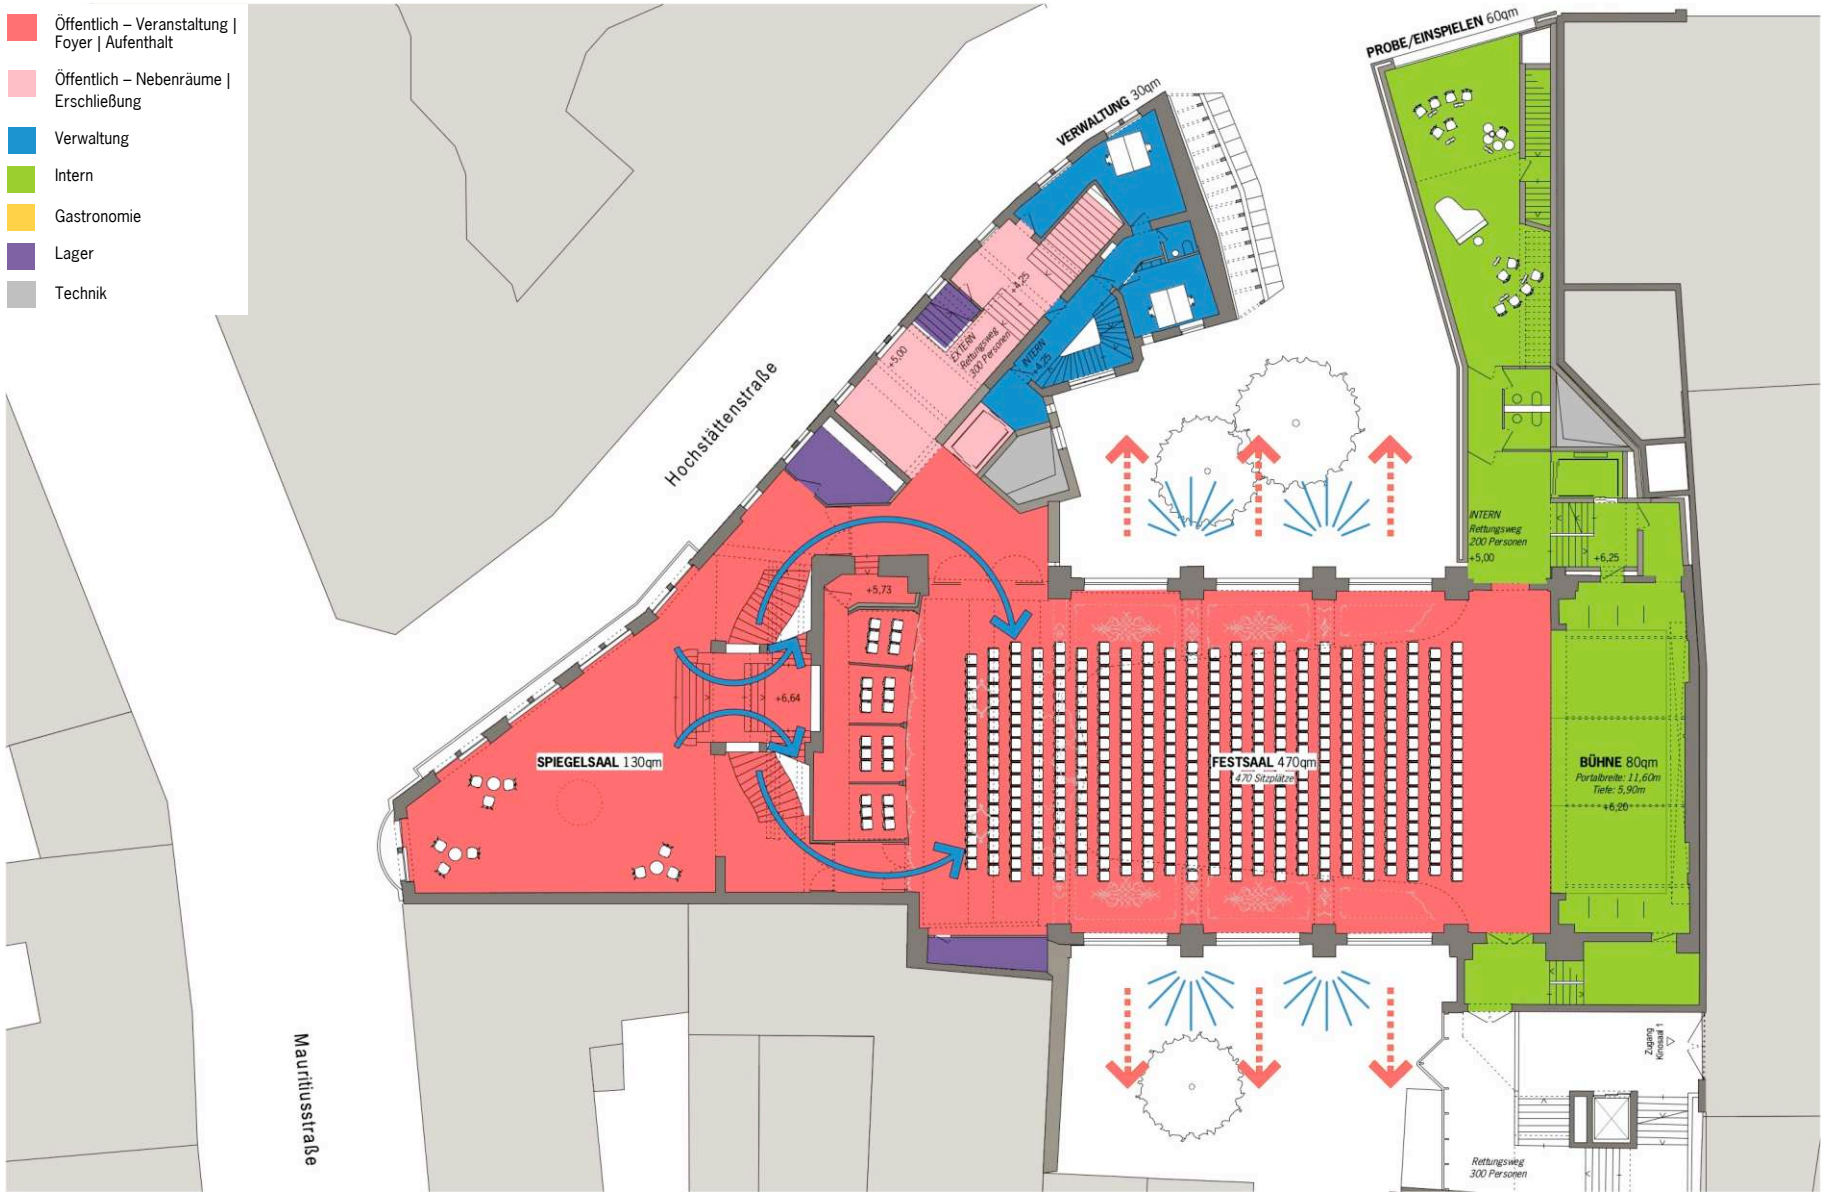 Öffentlich – Veranstaltung |
Foyer | Aufenthalt
Öffentlich – Nebenräume |
Erschließung
Verwaltung
Intern
Gastronomie
Lager
Technik
PROBE/EINSPIELEN 60qm
VERWALTUNG 30qm
Hochstättenstraße
+4,25
+5,00
EXTERN
Rettungsweg
300 Personen
INTERN
+4,25
INTERN
Rettungsweg
200 Personen
+5,00
+6,25
+5,73
+6,64
SPIEGELSAAL 130qm
FESTSAAL 470qm
470 Sitzplätze
BÜHNE 80qm
Portalbreite: 11,60m
Tiefe: 5,90m
+6,20
Mauritiusstraße
Zugang
Kinosaal 1
Rettungsweg
300 Personen